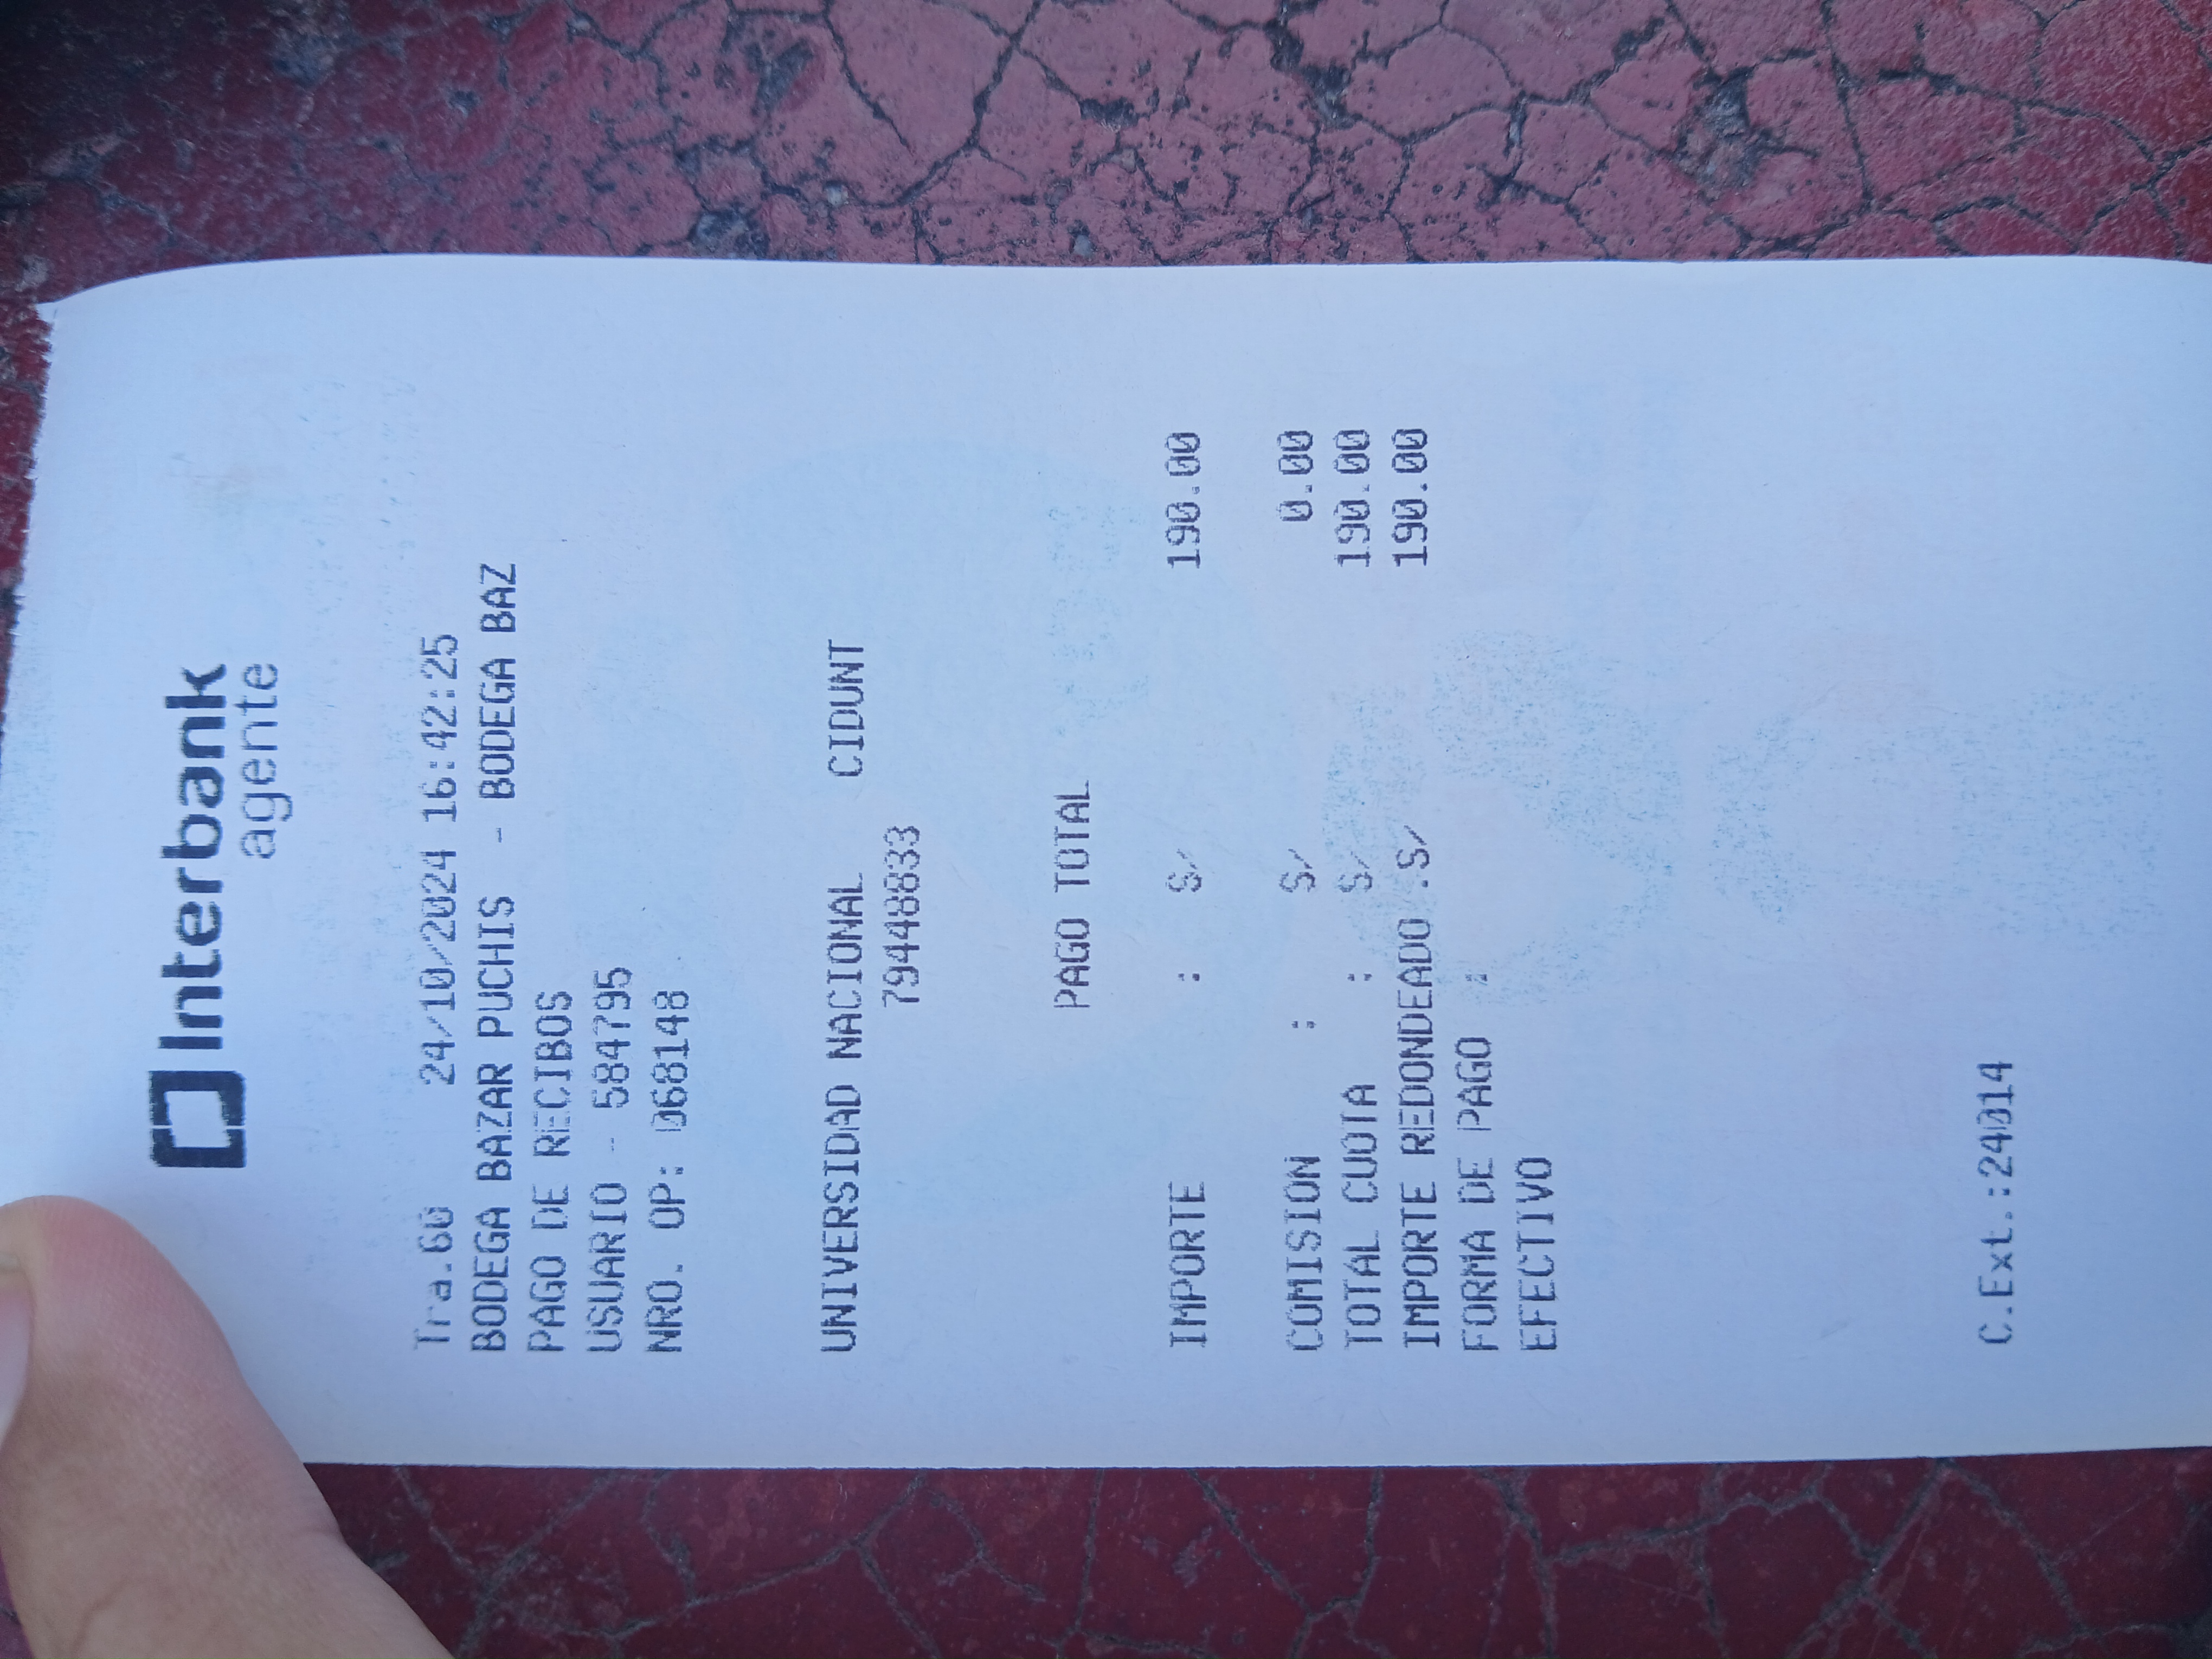 Interbank
agente
Tra.60 24/10/2024 16:42:25
BODEGA BAZAR PUCHIS - BODEGA BAZ
PAGO DE RECIBOS
USUARIO - 584795
NRO. OP: 068148
UNIVERSIDAD NACIONAL CIDUNT
79448833
PAGO TOTAL
IMPORTE : S/ 190.00
COMISION : S/ 0.00
TOTAL CUOTA : S/ 190.00
IMPORTE REDONDEADO .S/ 190.00
FORMA DE PAGO :
EFECTIVO
C.Ext.:24014